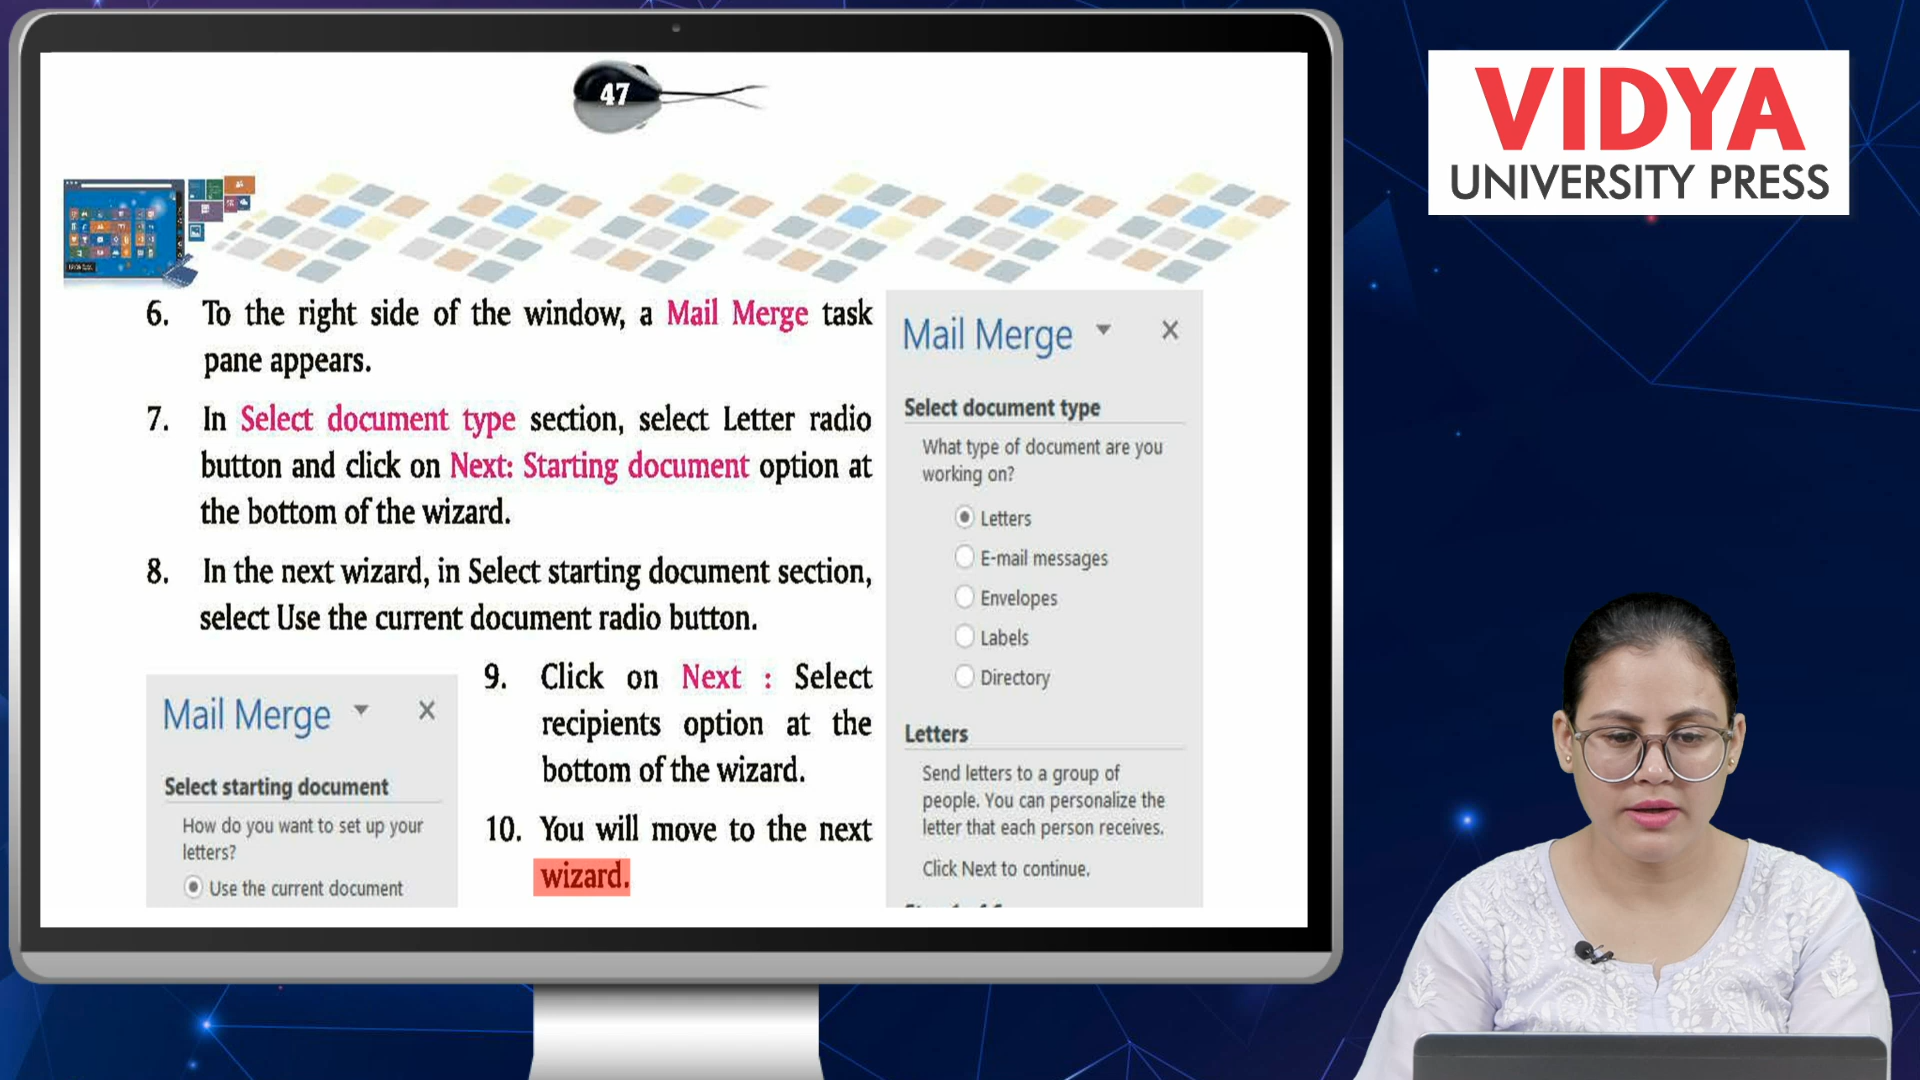 47
VIDYA
UNIVERSITY PRESS
6. To the right side of the window, a Mail Merge task
pane appears.
7. In Select document type section, select Letter radio
button and click on Next: Starting document option at
the bottom of the wizard.
8. In the next wizard, in Select starting document section,
select Use the current document radio button.
9. Click on Next : Select
recipients option at the
bottom of the wizard.
10. You will move to the next
wizard.
Mail Merge
Select starting document
How do you want to set up your
letters?
Use the current document
Mail Merge
Select document type
What type of document are you
working on?
Letters
E-mail messages
Envelopes
Labels
Directory
Letters
Send letters to a group of
people. You can personalize the
letter that each person receives.
Click Next to continue.